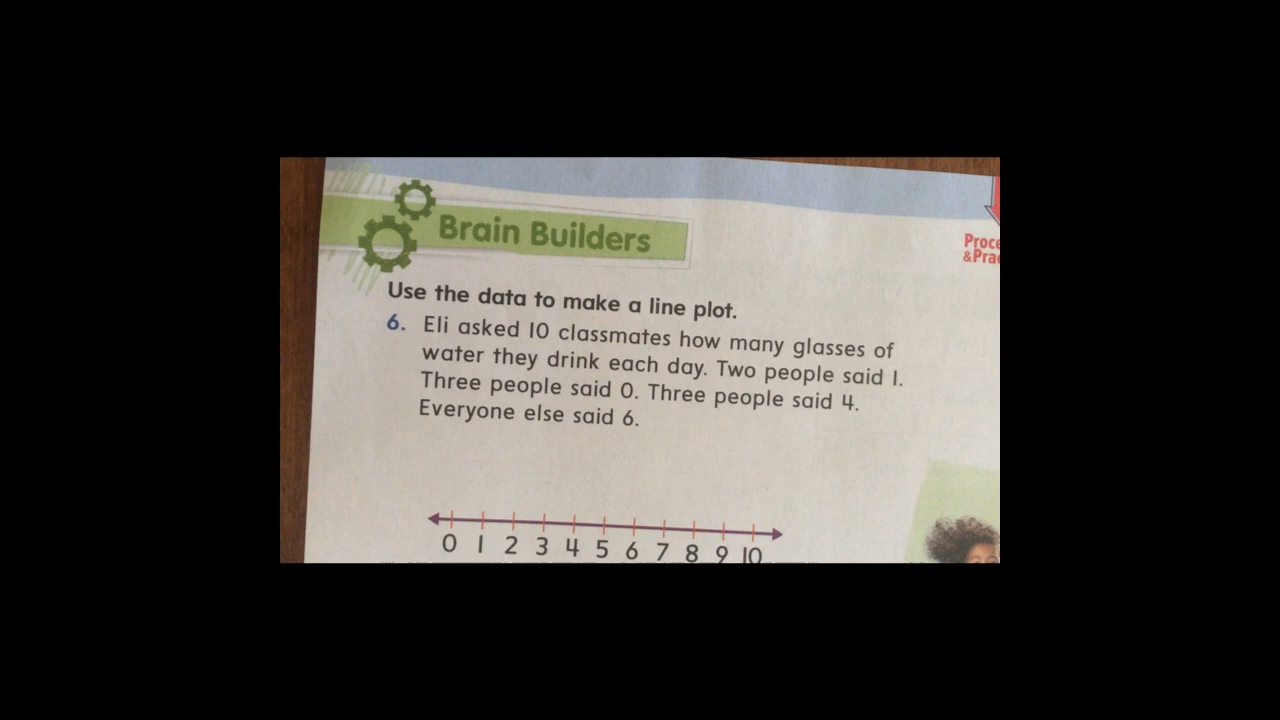 Brain Builders
Proce
&Prac
Use the data to make a line plot.
6. Eli asked 10 classmates how many glasses of
water they drink each day. Two people said 1.
Three people said 0. Three people said 4.
Everyone else said 6.
0 1 2 3 4 5 6 7 8 9 10